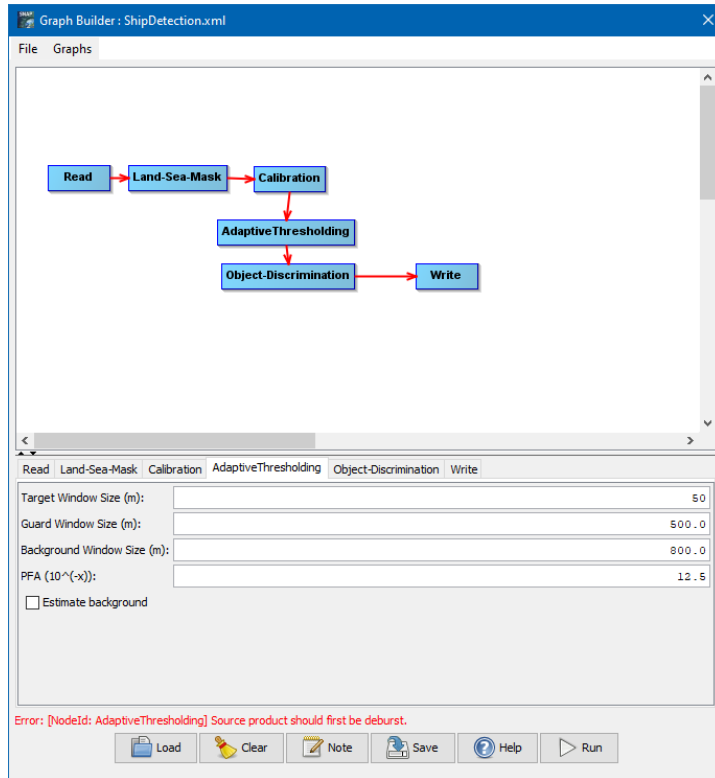 Graph Builder : ShipDetection.xml
File Graphs
Read Land-Sea-Mask Calibration
AdaptiveThresholding
Object-Discrimination Write
Read Land-Sea-Mask Calibration AdaptiveThresholding Object-Discrimination Write
Target Window Size (m): 50
Guard Window Size (m): 500.0
Background Window Size (m): 800.0
PFA (10^(-x)): 12.5
Estimate background
Error: [NodeId: AdaptiveThresholding] Source product should first be deburst.
Load Clear Note Save Help Run